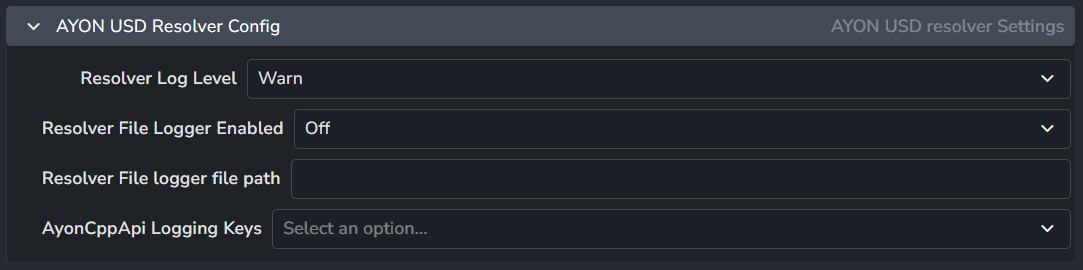 AYON USD Resolver Config AYON USD resolver Settings
Resolver Log Level Warn
Resolver File Logger Enabled Off
Resolver File logger file path
AyonCppApi Logging Keys Select an option...